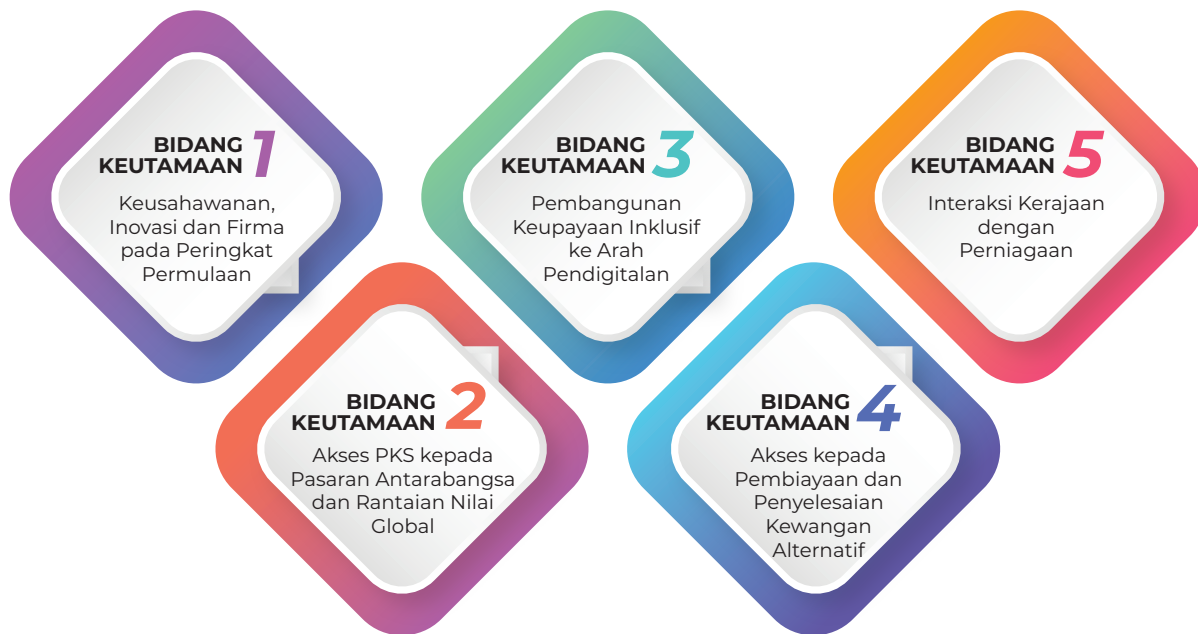 BIDANG
KEUTAMAAN 1
Keusahawanan,
Inovasi dan Firma
pada Peringkat
Permulaan
BIDANG
KEUTAMAAN 2
Akses PKS kepada
Pasaran Antarabangsa
dan Rantaian Nilai
Global
BIDANG
KEUTAMAAN 3
Pembangunan
Keupayaan Inklusif
ke Arah
Pendigitalan
BIDANG
KEUTAMAAN 4
Akses kepada
Pembiayaan dan
Penyelesaian
Kewangan
Alternatif
BIDANG
KEUTAMAAN 5
Interaksi Kerajaan
dengan
Perniagaan